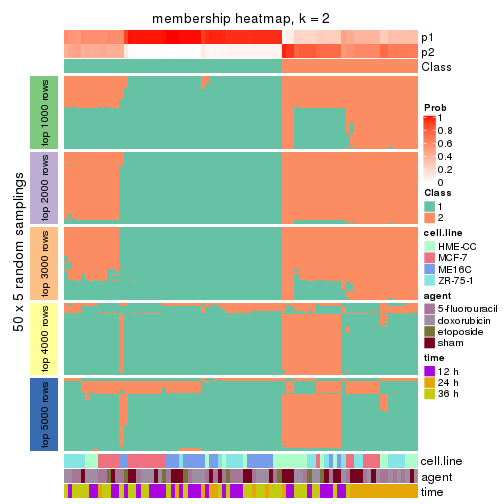 membership heatmap, k = 2
p1
p2
Class
50 x 5 random samplings
top 1000 rows
top 2000 rows
top 3000 rows
top 4000 rows
top 5000 rows
cell.line
agent
time
Prob
1
0.8
0.6
0.4
0.2
0
Class
1
2
cell.line
HME-CC
MCF-7
ME16C
ZR-75-1
agent
5-fluorouracil
doxorubicin
etoposide
sham
time
12 h
24 h
36 h